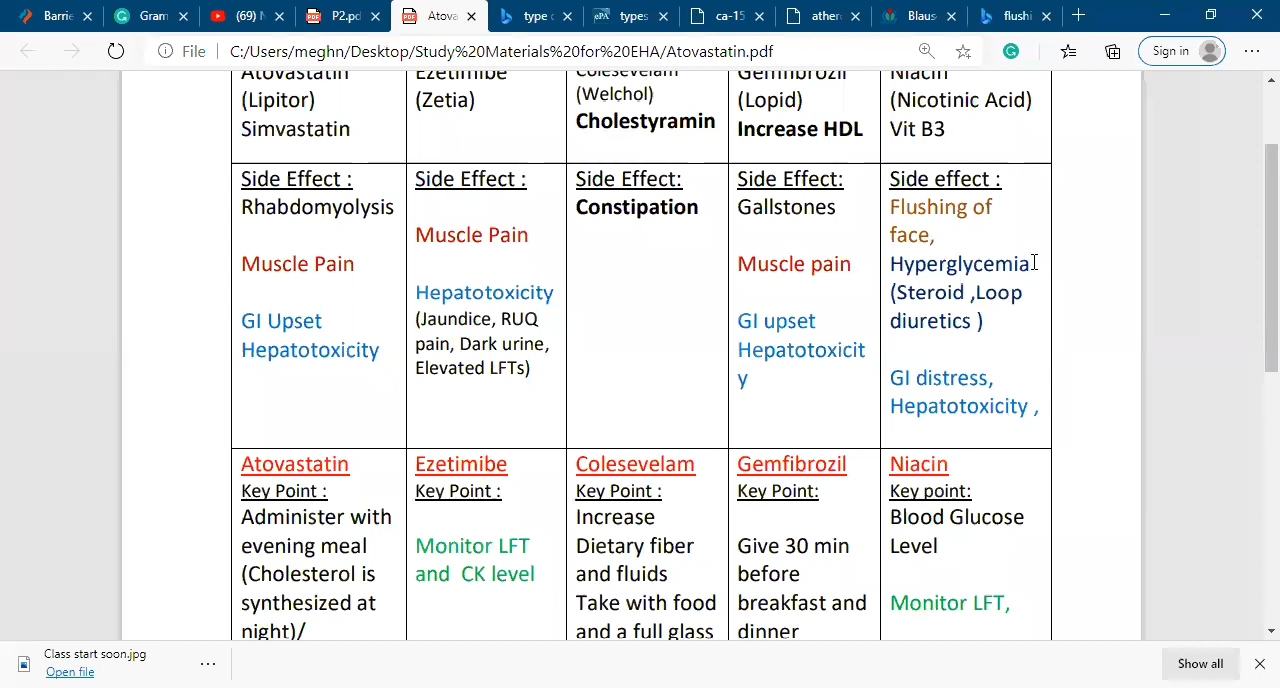 Barrie
Gram
(69) N
P2.pd
Atova
type o
types
ca-15
ather
Blaus
flushi
File
C:/Users/meghn/Desktop/Study%20Materials%20for%20EHA/Atovastatin.pdf
Sign in
Atovastatin
(Lipitor)
Simvastatin
Ezetimibe
(Zetia)
Colesevelam
(Welchol)
Cholestyramin
Gemfibrozil
(Lopid)
Increase HDL
Niacin
(Nicotinic Acid)
Vit B3
Side Effect :
Rhabdomyolysis
Muscle Pain
GI Upset
Hepatotoxicity
Side Effect :
Muscle Pain
Hepatotoxicity
(Jaundice, RUQ
pain, Dark urine,
Elevated LFTs)
Side Effect:
Constipation
Side Effect:
Gallstones
Muscle pain
GI upset
Hepatotoxicit
y
Side effect :
Flushing of
face,
Hyperglycemia
(Steroid ,Loop
diuretics )
GI distress,
Hepatotoxicity ,
Atovastatin
Key Point :
Administer with
evening meal
(Cholesterol is
synthesized at
night)/
Ezetimibe
Key Point :
Monitor LFT
and CK level
Colesevelam
Key Point :
Increase
Dietary fiber
and fluids
Take with food
and a full glass
Gemfibrozil
Key Point:
Give 30 min
before
breakfast and
dinner
Niacin
Key point:
Blood Glucose
Level
Monitor LFT,
Class start soon.jpg
Open file
Show all